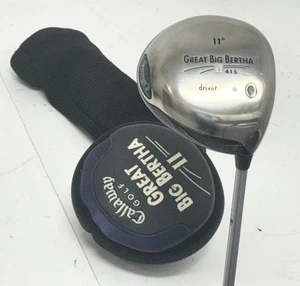 11°
GREAT BIG BERTHA
II
415
driver
Callaway
GOLF
GREAT
BIG BERTHA
II